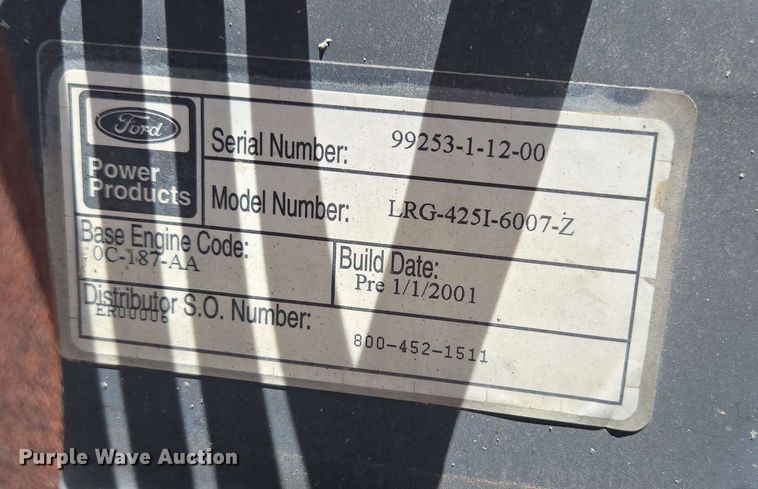 Ford
Power
Products
Serial Number: 99253-1-12-00
Model Number: LRG-425I-6007-Z
Base Engine Code:
0C-187-AA
Build Date:
Pre 1/1/2001
Distributor S.O. Number:
ER00006
800-452-1511
Purple Wave Auction